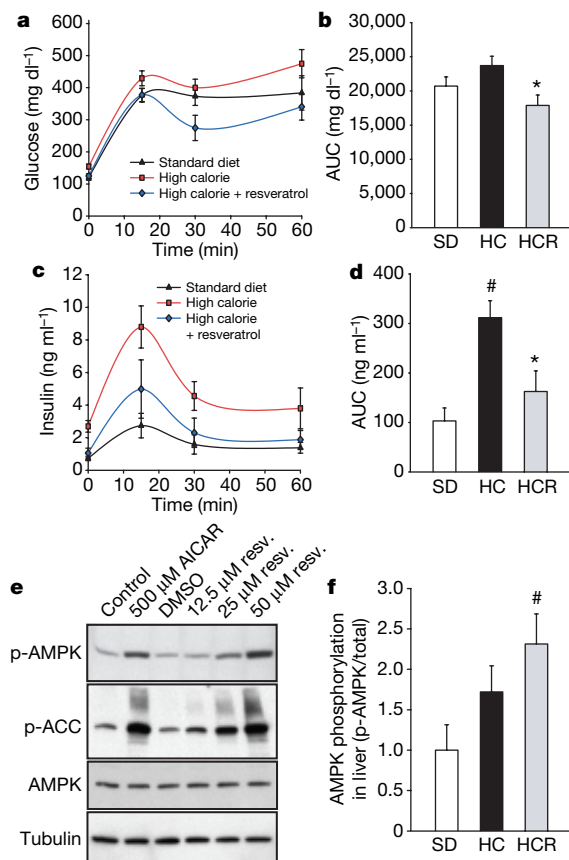 a
Glucose (mg dl⁻¹)
500
400
300
200
100
0
0 10 20 30 40 50 60
Time (min)
Standard diet
High calorie
High calorie + resveratrol
b
AUC (mg dl⁻¹)
30,000
25,000
20,000
15,000
10,000
5,000
0
*
SD HC HCR
c
Insulin (ng ml⁻¹)
12
10
8
6
4
2
0
0 10 20 30 40 50 60
Time (min)
Standard diet
High calorie
High calorie
+ resveratrol
d
AUC (ng ml⁻¹)
400
300
200
100
0
#
*
SD HC HCR
e
Control
500 µM AICAR
DMSO
12.5 µM resv.
25 µM resv.
50 µM resv.
p-AMPK
p-ACC
AMPK
Tubulin
f
AMPK phosphorylation
in liver (p-AMPK/total)
3.0
2.5
2.0
1.5
1.0
0.5
0
#
SD HC HCR